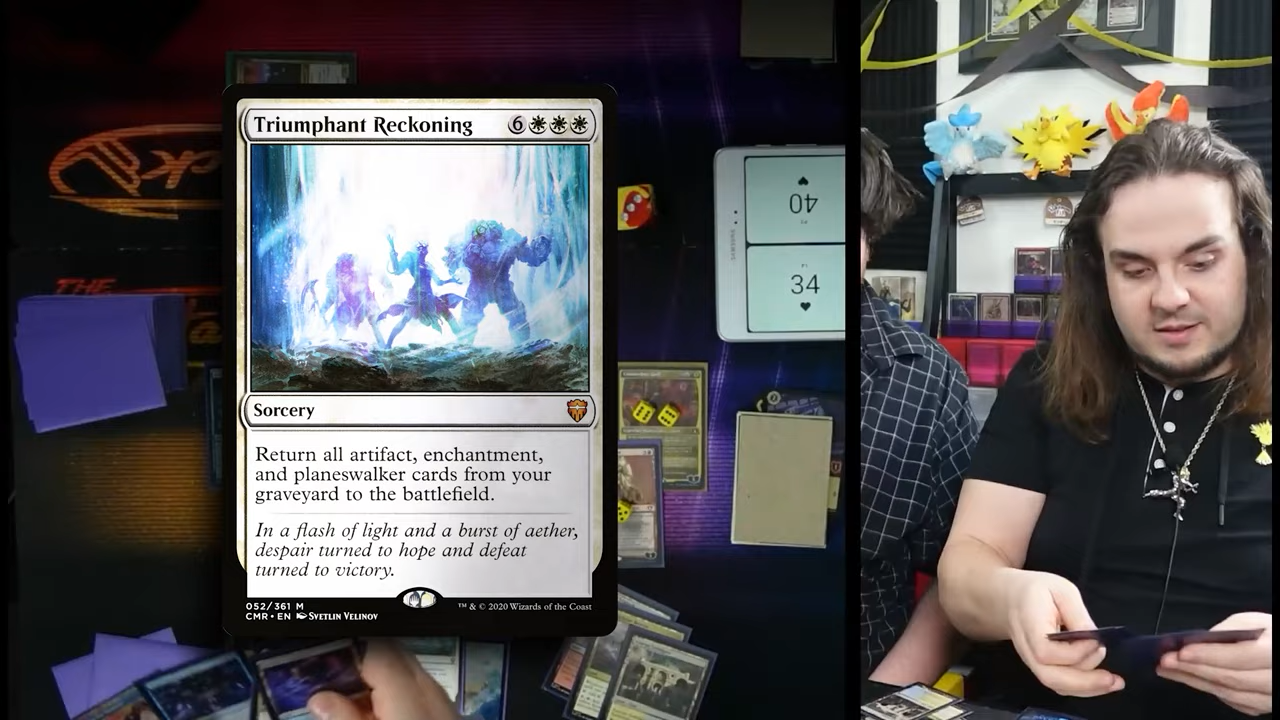 Triumphant Reckoning 6
Sorcery
Return all artifact, enchantment,
and planeswalker cards from your
graveyard to the battlefield.
In a flash of light and a burst of aether,
despair turned to hope and defeat
turned to victory.
052/361 M
CMR • EN Svetlin Velinov
™ & © 2020 Wizards of the Coast
THE
40
34